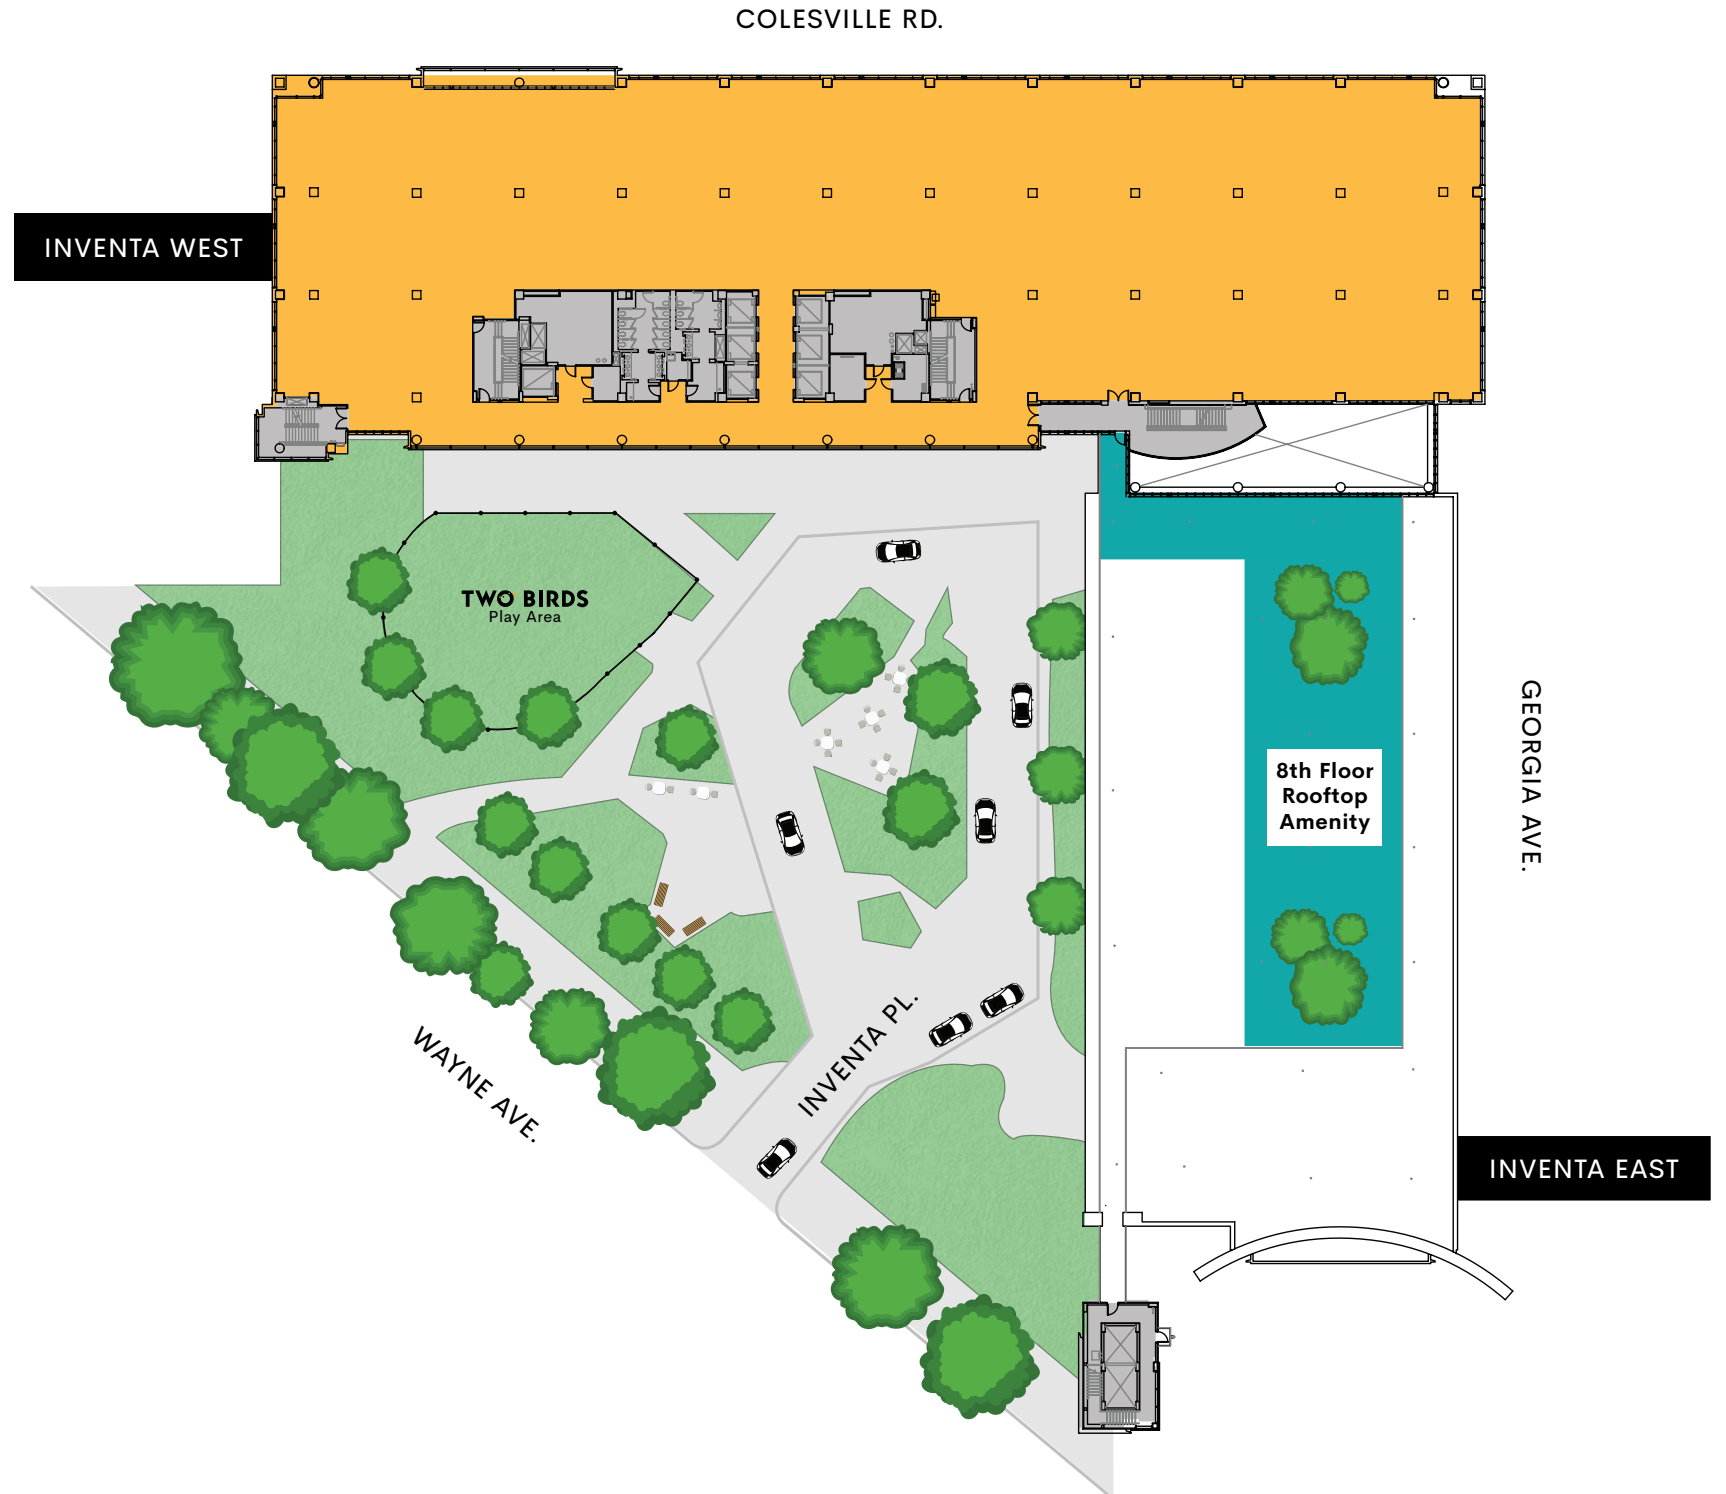 COLESVILLE RD.
INVENTA WEST
TWO BIRDS
Play Area
GEORGIA AVE.
8th Floor
Rooftop
Amenity
INVENTA PL.
WAYNE AVE.
INVENTA EAST